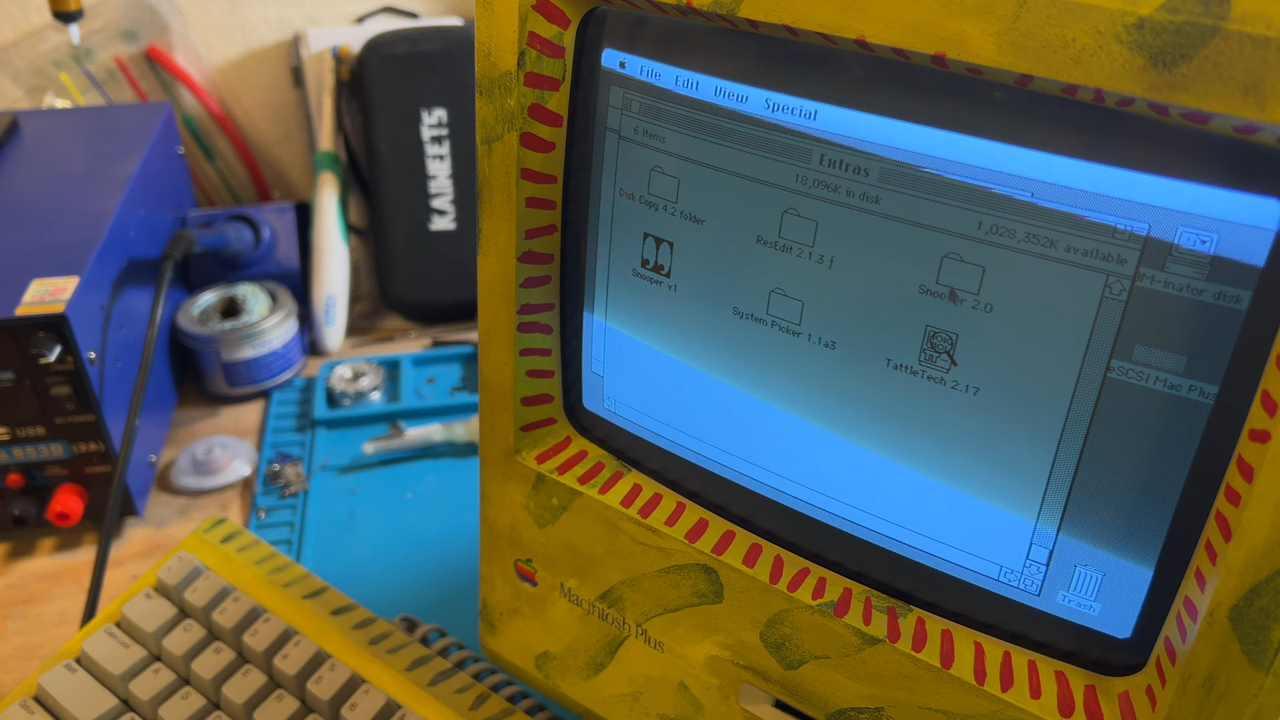 KAIWEETS
File Edit View Special
Extras
6 items
18,096K in disk
1,028,352K available
Disk Copy 4.2 folder
ResEdit 2.1.3 f
Snooper 2.0
Snooper v1
System Picker 1.1a3
TattleTech 2.17
M-inator disk
eSCSI Mac Plus
Trash
Macintosh Plus
USB
Option